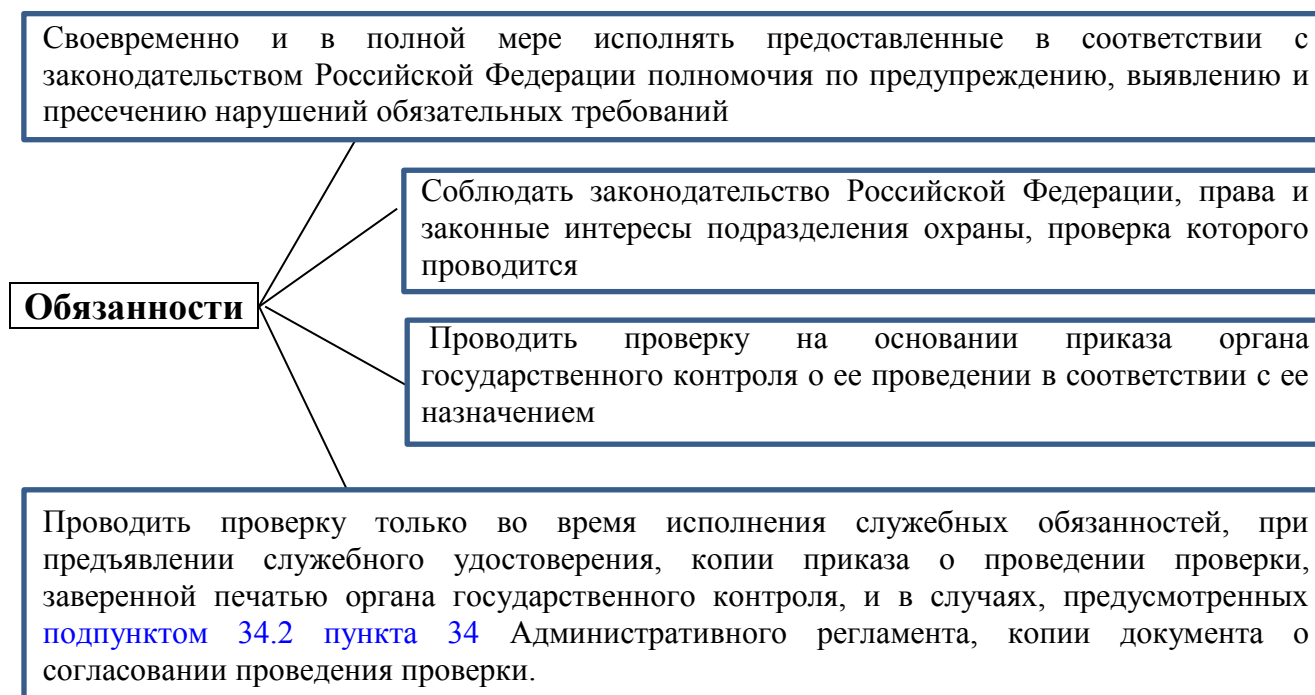 Своевременно и в полной мере исполнять предоставленные в соответствии с
законодательством Российской Федерации полномочия по предупреждению, выявлению и
пресечению нарушений обязательных требований
Соблюдать законодательство Российской Федерации, права и
законные интересы подразделения охраны, проверка которого
проводится
Обязанности
Проводить проверку на основании приказа органа
государственного контроля о ее проведении в соответствии с ее
назначением
Проводить проверку только во время исполнения служебных обязанностей, при
предъявлении служебного удостоверения, копии приказа о проведении проверки,
заверенной печатью органа государственного контроля, и в случаях, предусмотренных
подпунктом 34.2 пункта 34 Административного регламента, копии документа о
согласовании проведения проверки.